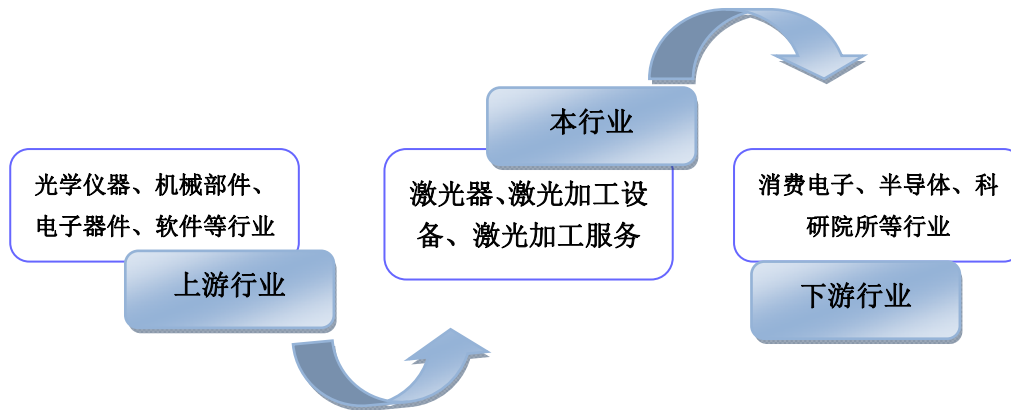 光学仪器、机械部件、
电子器件、软件等行业
上游行业
本行业
激光器、激光加工设
备、激光加工服务
消费电子、半导体、科
研院所等行业
下游行业